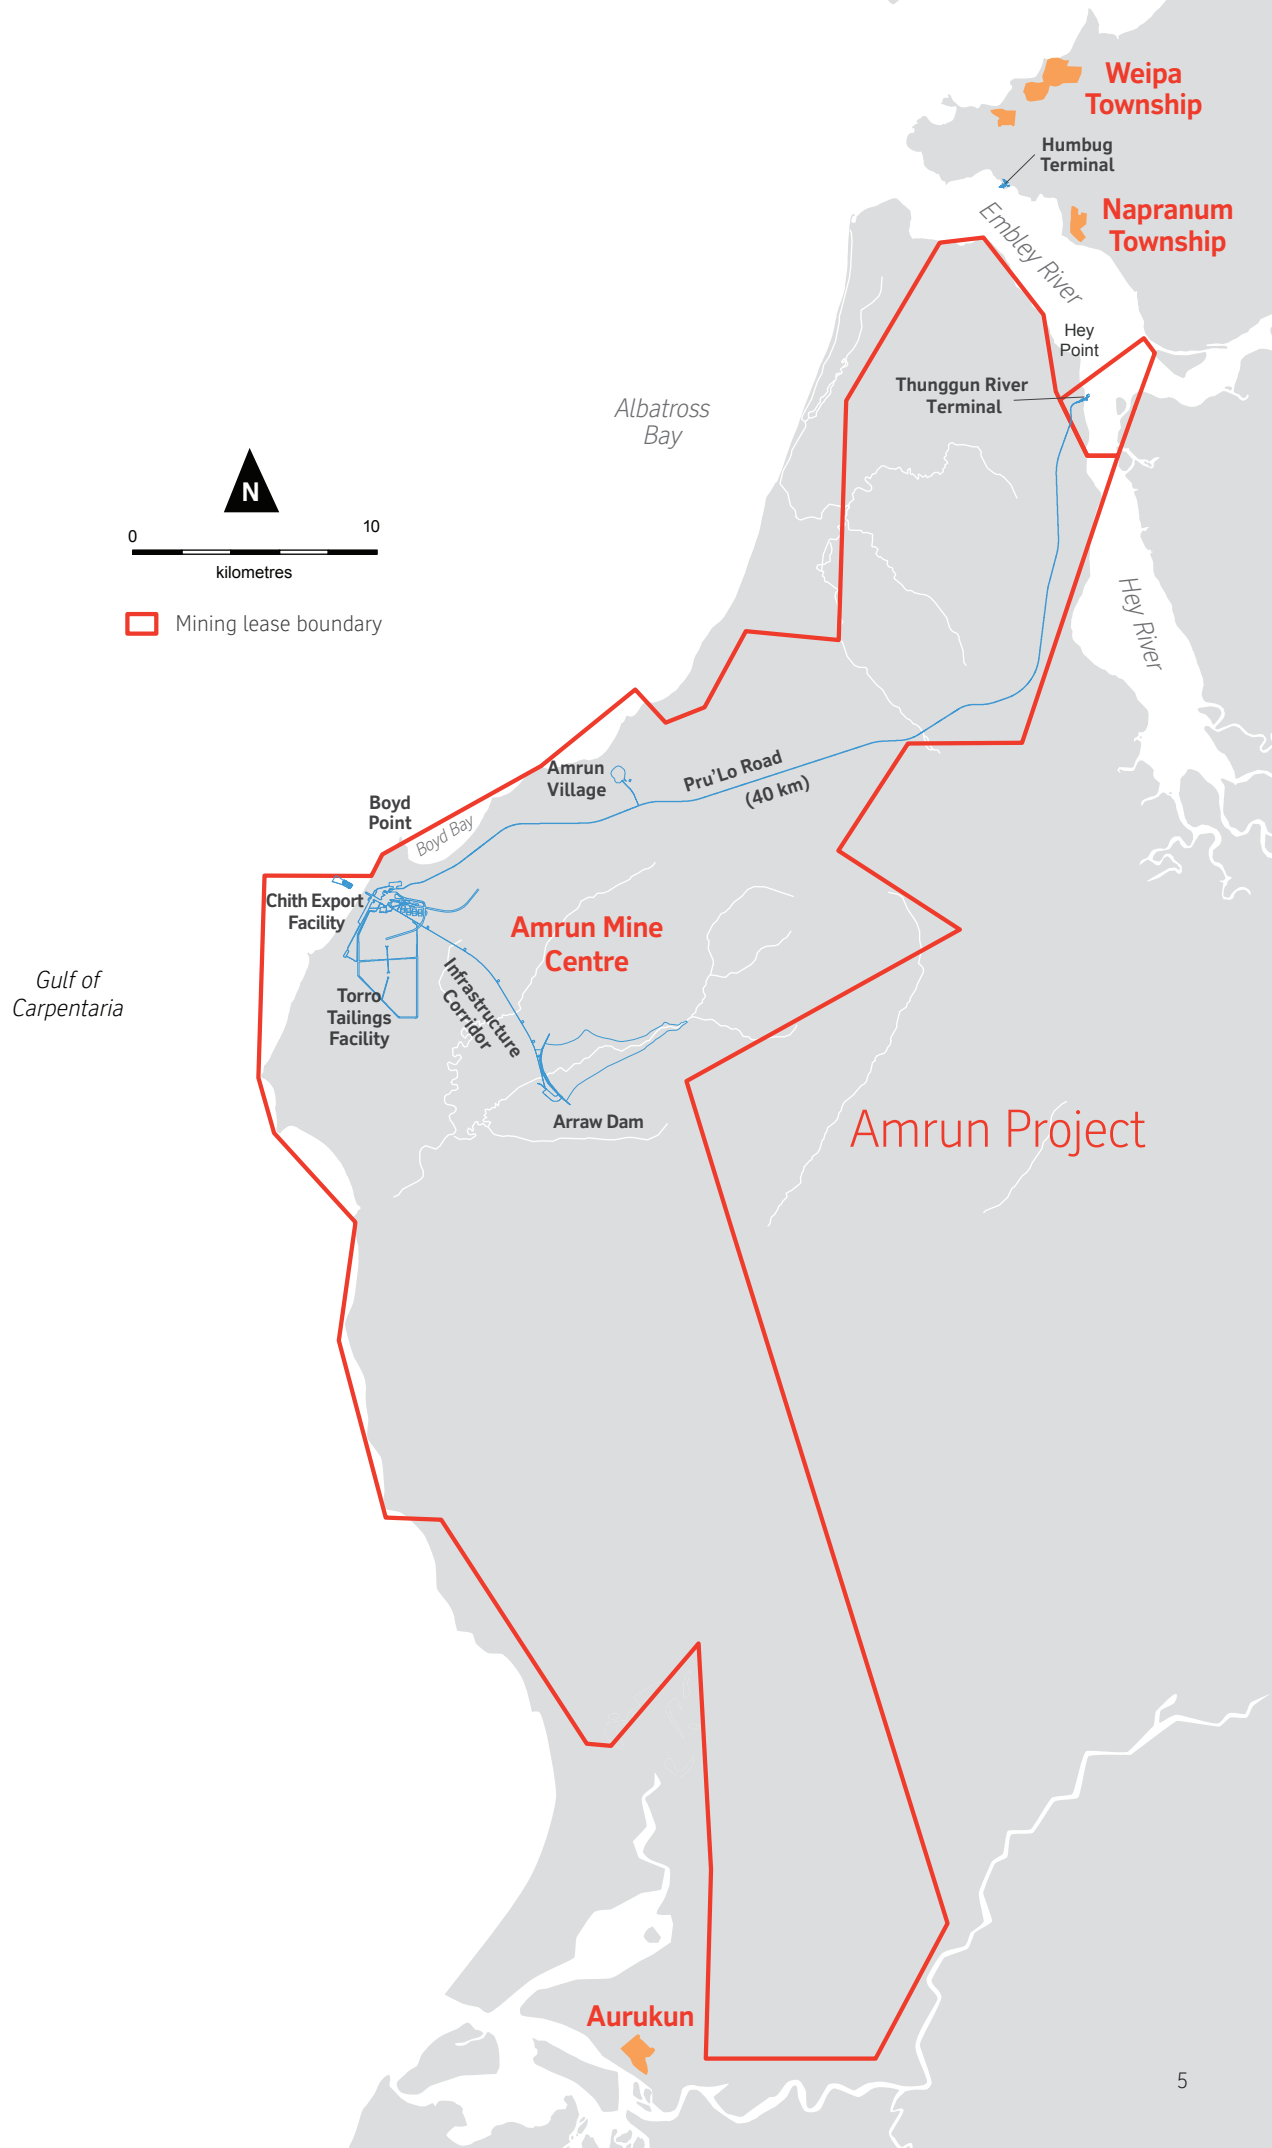 Weipa
Township
Humbug
Terminal
Napranum
Township
Embley River
Hey
Point
Thunggun River
Terminal
Albatross
Bay
N
0
10
kilometres
Mining lease boundary
Hey River
Amrun
Village
Pru'Lo Road
(40 km)
Boyd
Point
Boyd Bay
Chith Export
Facility
Amrun Mine
Centre
Gulf of
Carpentaria
Infrastructure
Corridor
Torro
Tailings
Facility
Arraw Dam
Amrun Project
Aurukun
5